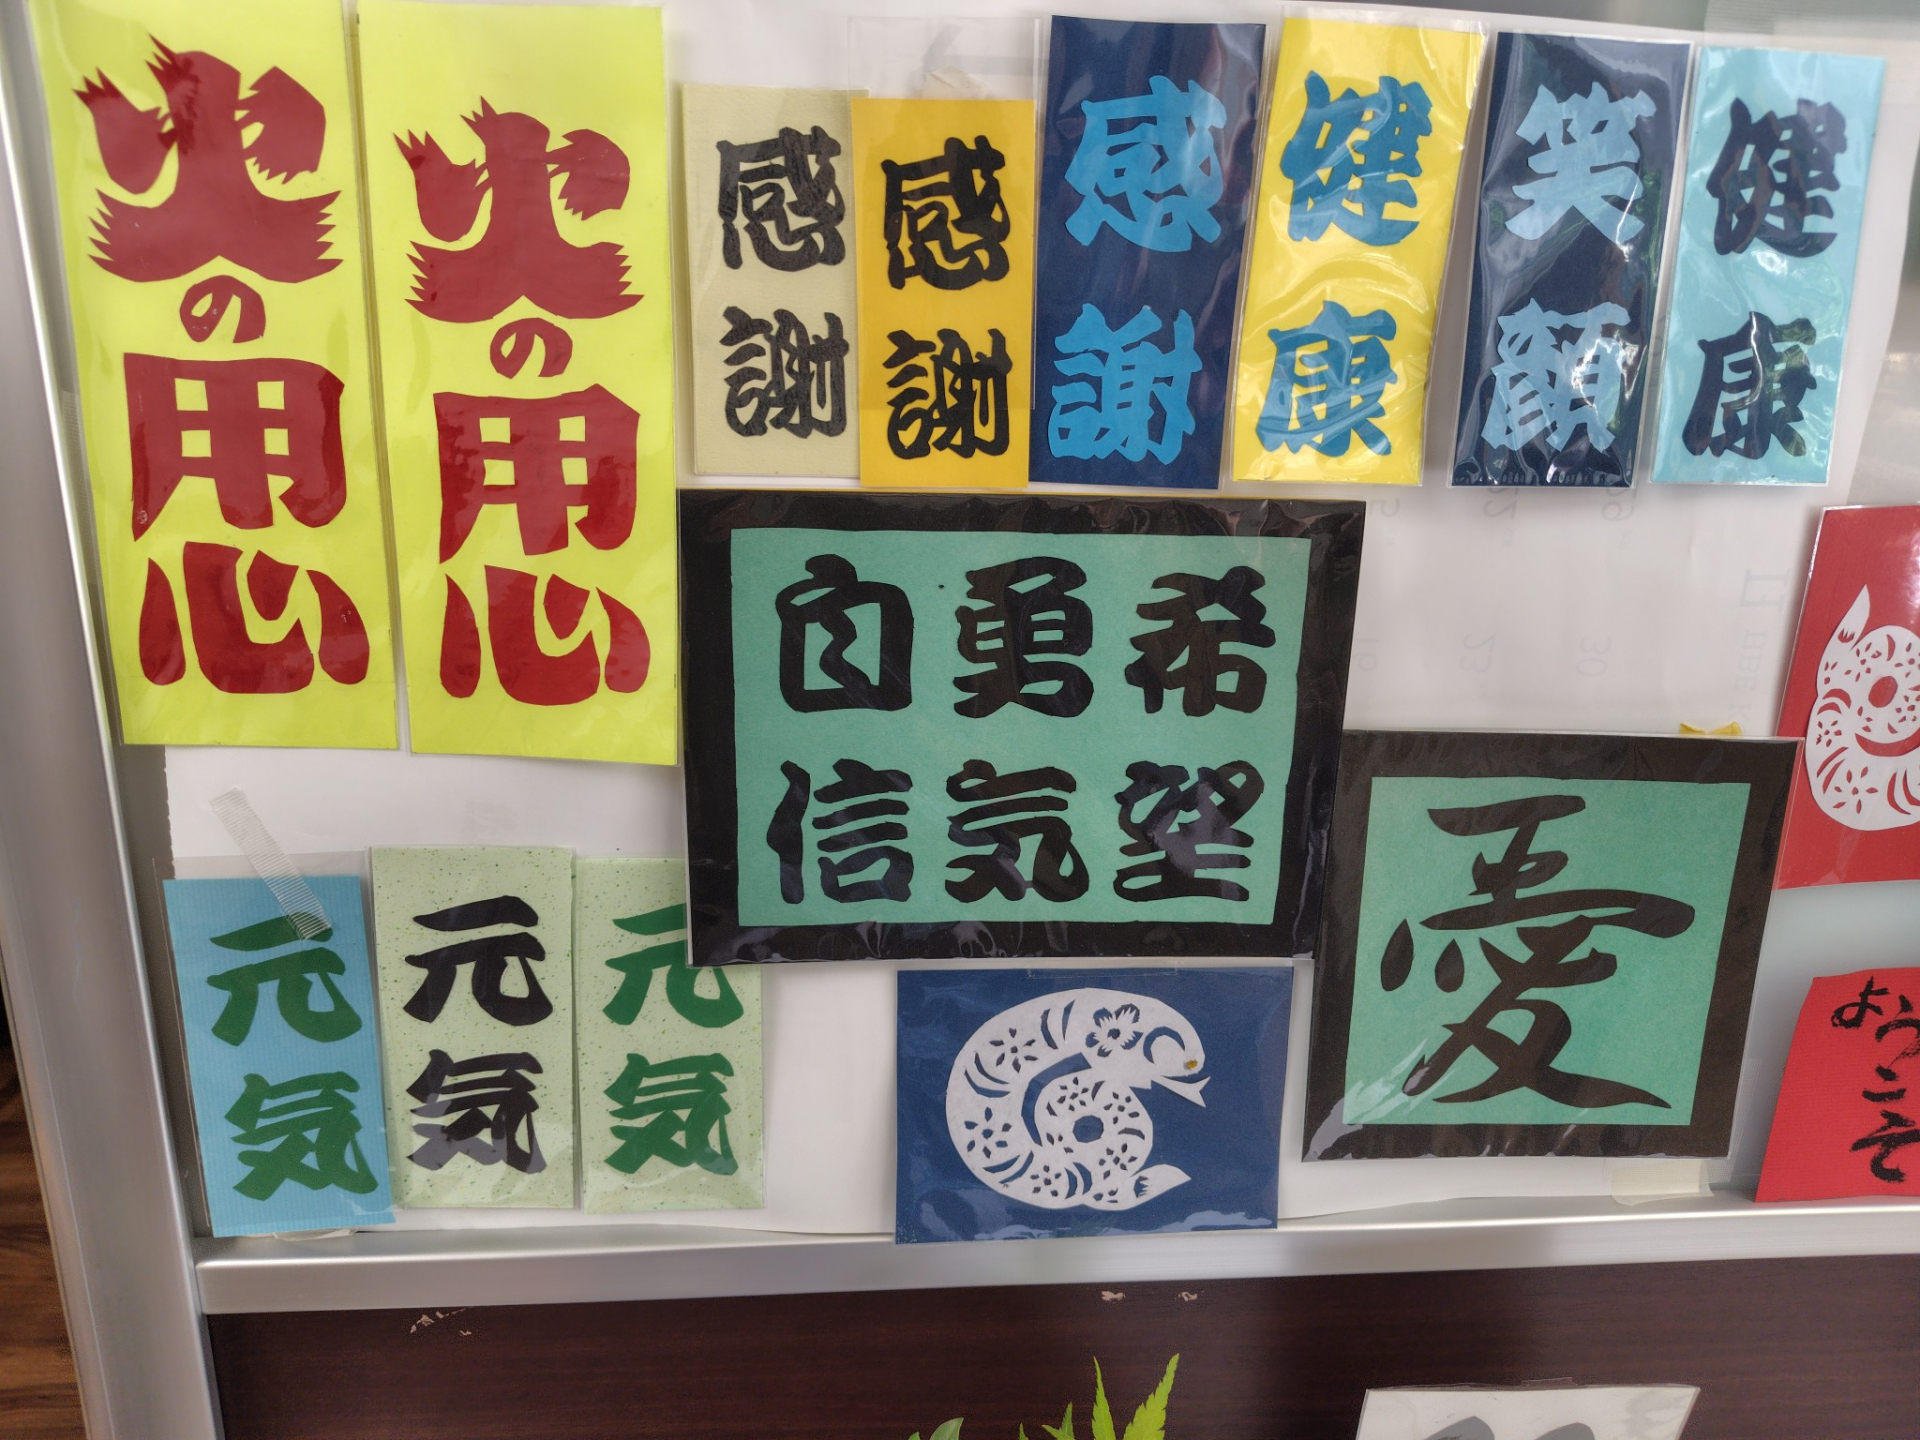 火の用心
火の用心
感謝
感謝
感謝
健康
笑顔
健康
希望
勇気
自信
愛
元気
元気
元気
ようこそ